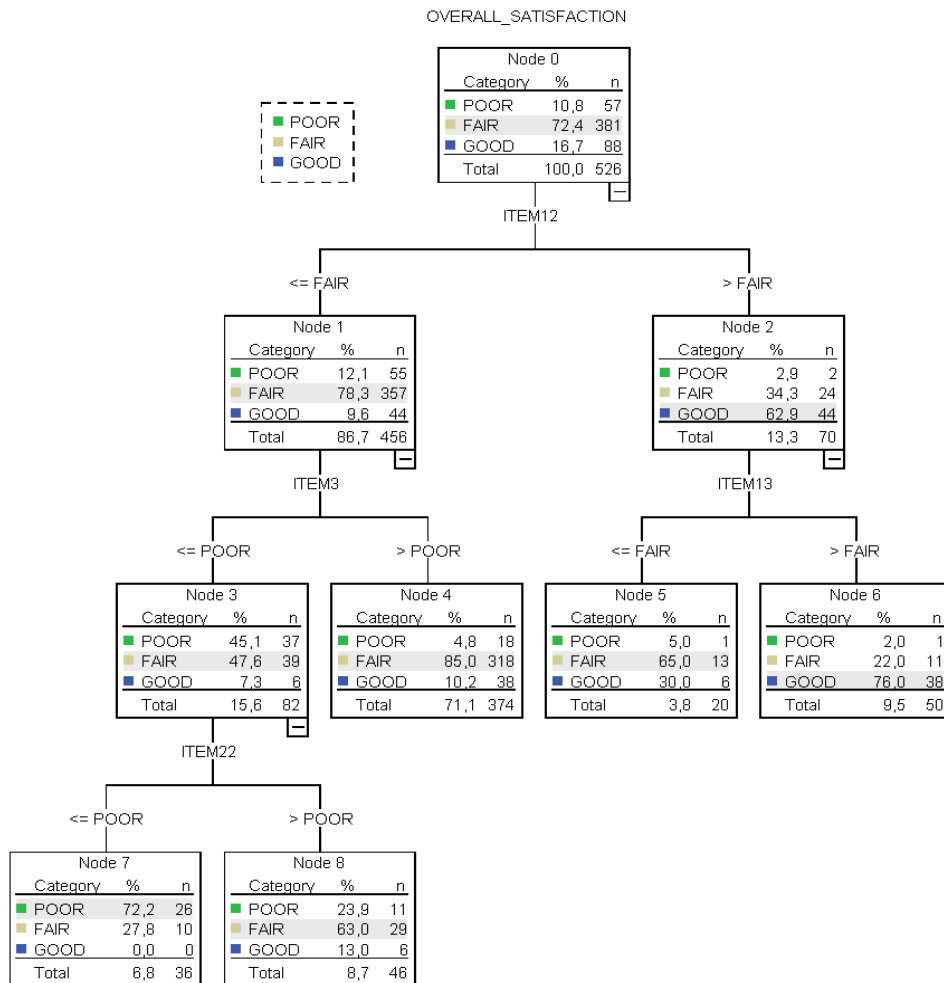 OVERALL_SATISFACTION
Node 0
Category % n
POOR 10,8 57
FAIR 72,4 381
GOOD 16,7 88
Total 100,0 526
POOR
FAIR
GOOD
ITEM12
<= FAIR
> FAIR
Node 1
Category % n
POOR 12,1 55
FAIR 78,3 357
GOOD 9,6 44
Total 86,7 456
Node 2
Category % n
POOR 2,9 2
FAIR 34,3 24
GOOD 62,9 44
Total 13,3 70
ITEM3
ITEM13
<= POOR
> POOR
<= FAIR
> FAIR
Node 3
Category % n
POOR 45,1 37
FAIR 47,6 39
GOOD 7,3 6
Total 15,6 82
Node 4
Category % n
POOR 4,8 18
FAIR 85,0 318
GOOD 10,2 38
Total 71,1 374
Node 5
Category % n
POOR 5,0 1
FAIR 65,0 13
GOOD 30,0 6
Total 3,8 20
Node 6
Category % n
POOR 2,0 1
FAIR 22,0 11
GOOD 76,0 38
Total 9,5 50
ITEM22
<= POOR
> POOR
Node 7
Category % n
POOR 72,2 26
FAIR 27,8 10
GOOD 0,0 0
Total 6,8 36
Node 8
Category % n
POOR 23,9 11
FAIR 63,0 29
GOOD 13,0 6
Total 8,7 46